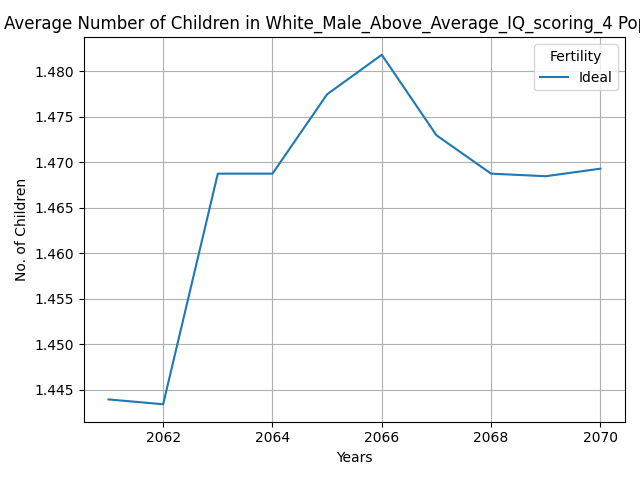 Average Number of Children in White_Male_Above_Average_IQ_scoring_4 Po
Fertility
Ideal
1.480
1.475
1.470
1.465
1.460
1.455
1.450
1.445
No. of Children
2062 2064 2066 2068 2070
Years